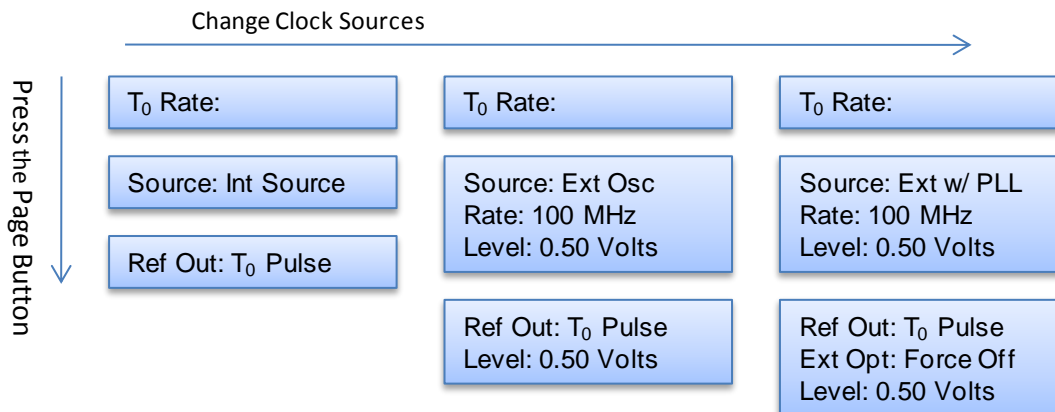 Change Clock Sources
Press the Page Button
T₀ Rate:
Source: Int Source
Ref Out: T₀ Pulse
T₀ Rate:
Source: Ext Osc
Rate: 100 MHz
Level: 0.50 Volts
Ref Out: T₀ Pulse
Level: 0.50 Volts
T₀ Rate:
Source: Ext w/ PLL
Rate: 100 MHz
Level: 0.50 Volts
Ref Out: T₀ Pulse
Ext Opt: Force Off
Level: 0.50 Volts